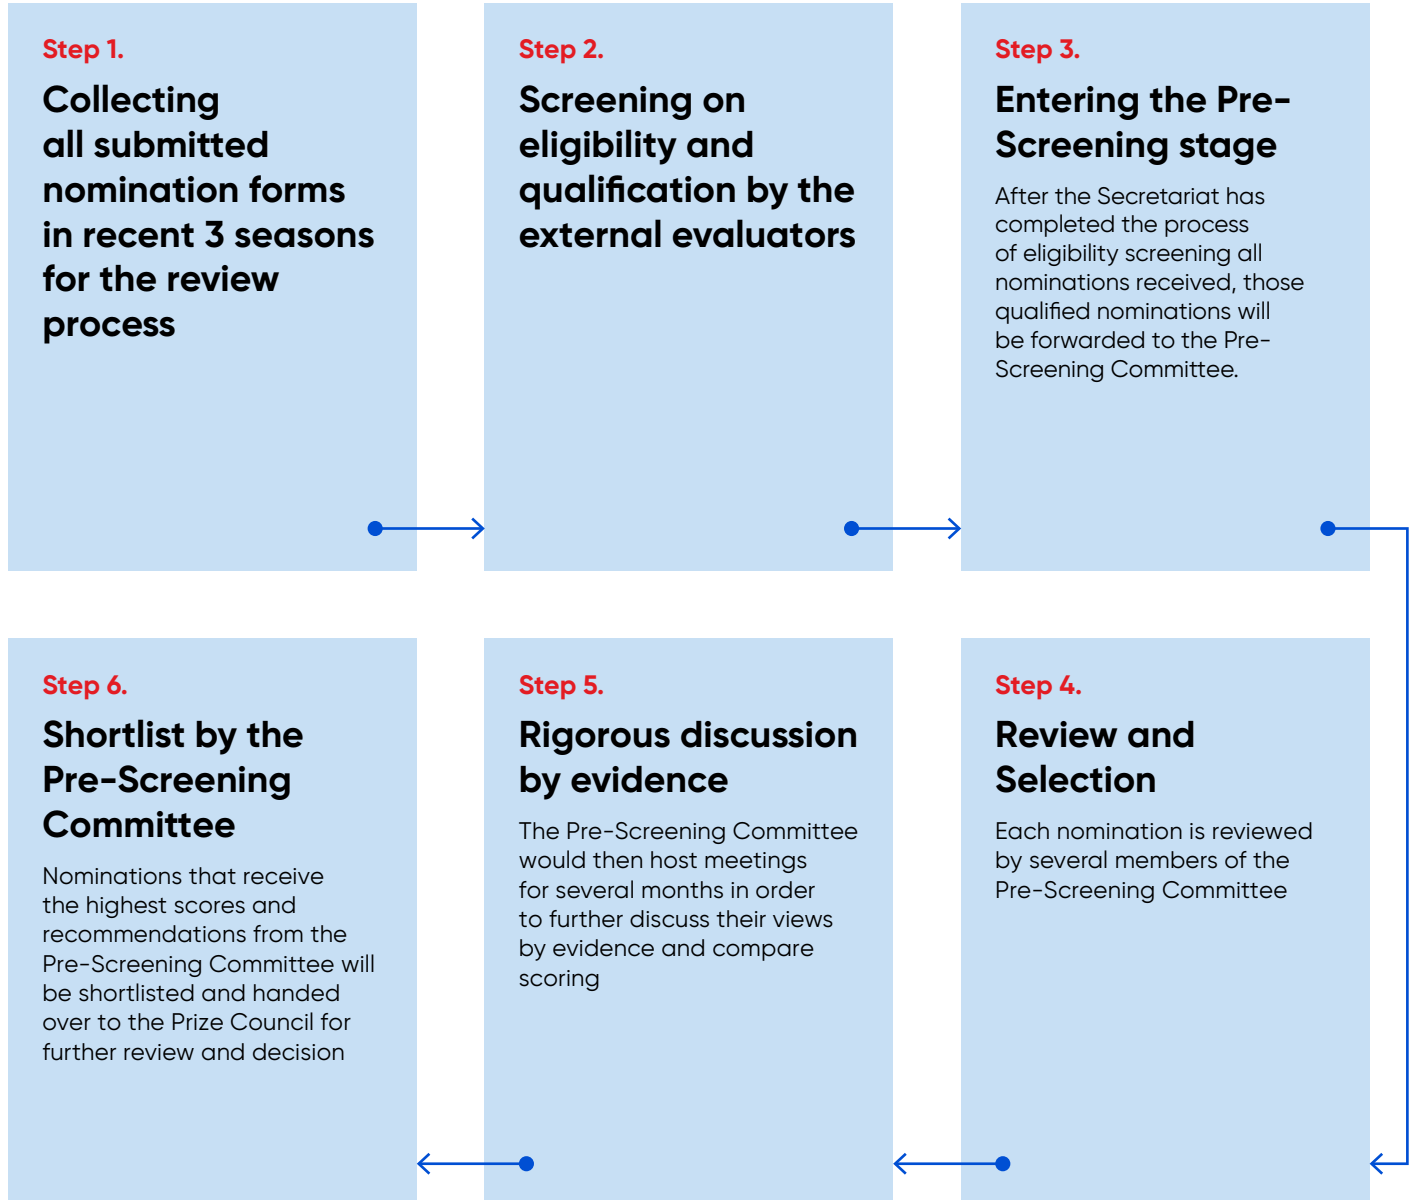 Step 1.
Collecting
all submitted
nomination forms
in recent 3 seasons
for the review
process
Step 2.
Screening on
eligibility and
qualification by the
external evaluators
Step 3.
Entering the Pre-
Screening stage
After the Secretariat has
completed the process
of eligibility screening all
nominations received, those
qualified nominations will
be forwarded to the Pre-
Screening Committee.
Step 4.
Review and
Selection
Each nomination is reviewed
by several members of the
Pre-Screening Committee
Step 5.
Rigorous discussion
by evidence
The Pre-Screening Committee
would then host meetings
for several months in order
to further discuss their views
by evidence and compare
scoring
Step 6.
Shortlist by the
Pre-Screening
Committee
Nominations that receive
the highest scores and
recommendations from the
Pre-Screening Committee will
be shortlisted and handed
over to the Prize Council for
further review and decision